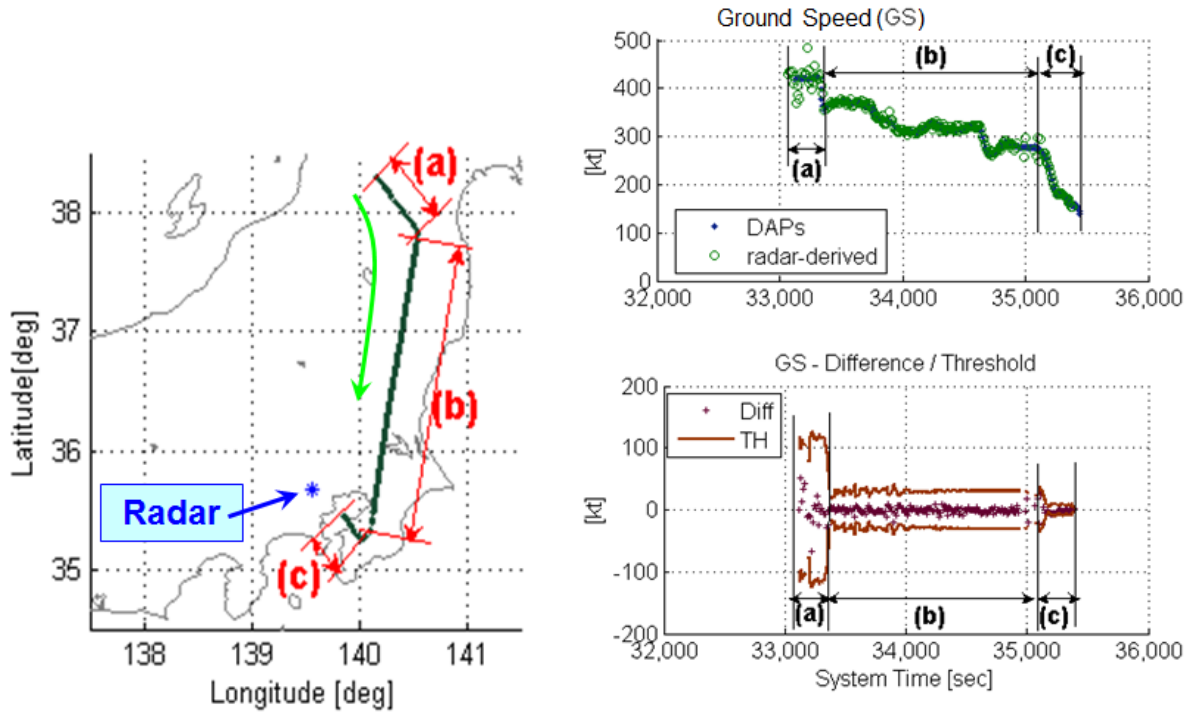 38
37
36
35
138
139
140
141
Latitude[deg]
Longitude [deg]
(a)
(b)
(c)
Radar
Ground Speed (GS)
500
400
300
200
100
0
[kt]
(a)
(b)
(c)
DAPs
radar-derived
32,000
33,000
34,000
35,000
36,000
GS - Difference / Threshold
200
100
0
-100
-200
[kt]
Diff
TH
(a)
(b)
(c)
32,000
33,000
34,000
35,000
36,000
System Time [sec]